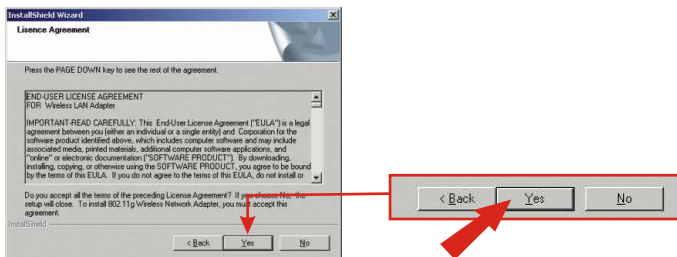 InstallShield Wizard
Lisence Agreement
Press the PAGE DOWN key to see the rest of the agreement.
END-USER LICENSE AGREEMENT
FOR Wireless LAN Adapter
IMPORTANT-READ CAREFULLY: This End-User License Agreement ("EULA") is a legal
agreement between you (either an individual or a single entity) and Corporation for the
software product identified above, which includes computer software and may include
associated media, printed materials, additional computer software applications, and
"online" or electronic documentation ("SOFTWARE PRODUCT"). By downloading,
installing, copying, or otherwise using the SOFTWARE PRODUCT, you agree to be bound
by the terms of this EULA. If you do not agree to the terms of this EULA, do not install or
Do you accept all the terms of the preceding License Agreement? If you choose No, the
setup will close. To install 802.11g Wireless Network Adapter, you must accept this
agreement.
InstallShield
< Back Yes No
< Back Yes No